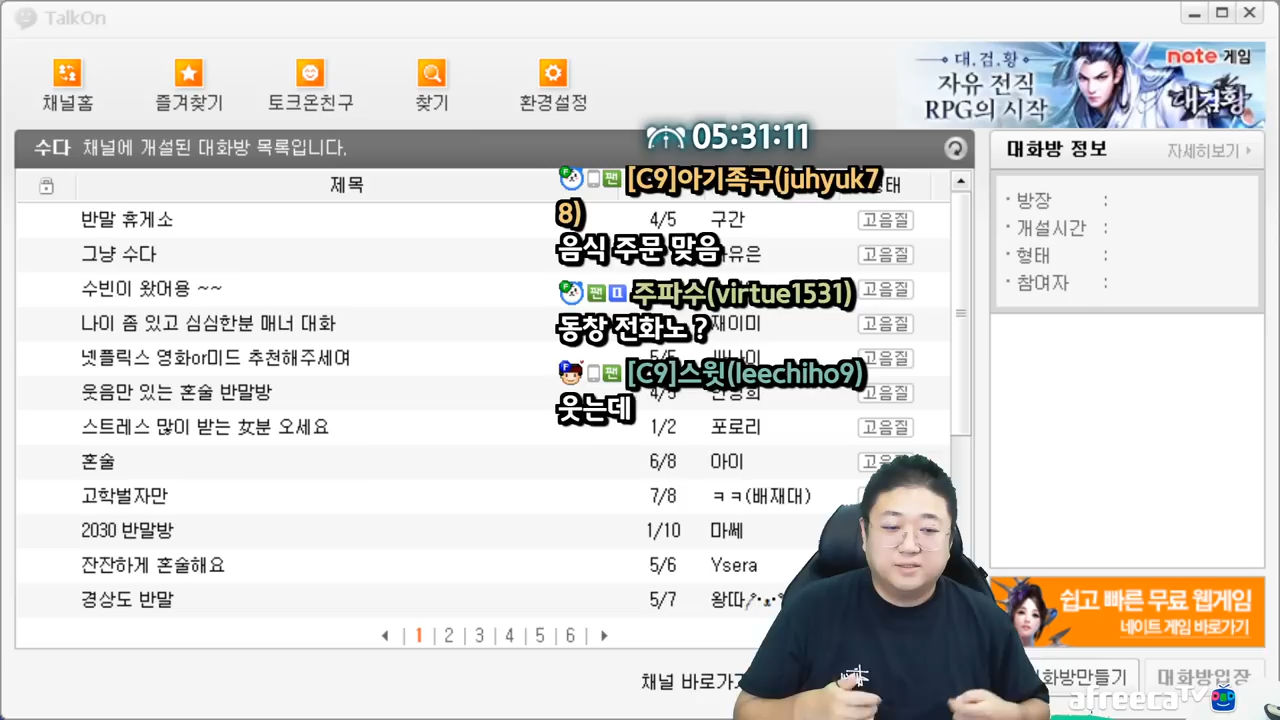 TalkOn
채널홈
즐겨찾기
토크온친구
찾기
환경설정
대.검.황
자유 전직
RPG의 시작
nate 게임
대검황
수다 채널에 개설된 대화방 목록입니다.
05:31:11
대화방 정보
자세히보기
제목
[C9]아기족구(juhyuk7
8)
음식 주문 맞음
주파수(virtue1531)
동창 전화노 ?
[C9]스윗(leechiho9)
웃는데
반말 휴게소 4/5 구간 고음질
그냥 수다 고음질
수빈이 왔어용 ~~ 고음질
나이 좀 있고 심심한분 매너 대화 재이미 고음질
넷플릭스 영화or미드 추천해주세여 5/5 고음질
웃음만 있는 혼술 반말방 4/5 고음질
스트레스 많이 받는 女분 오세요 1/2 포로리 고음질
혼술 6/8 아이
고학벌자만 7/8 ㅋㅋ(배재대)
2030 반말방 1/10 마쎄
잔잔하게 혼술해요 5/6 Ysera
경상도 반말 5/7 왕따
1 | 2 | 3 | 4 | 5 | 6
· 방장 :
· 개설시간 :
· 형태 :
· 참여자 :
쉽고 빠른 무료 웹게임
네이트 게임 바로가기
채널 바로가기
화방만들기
대화방입장
afreecaTV